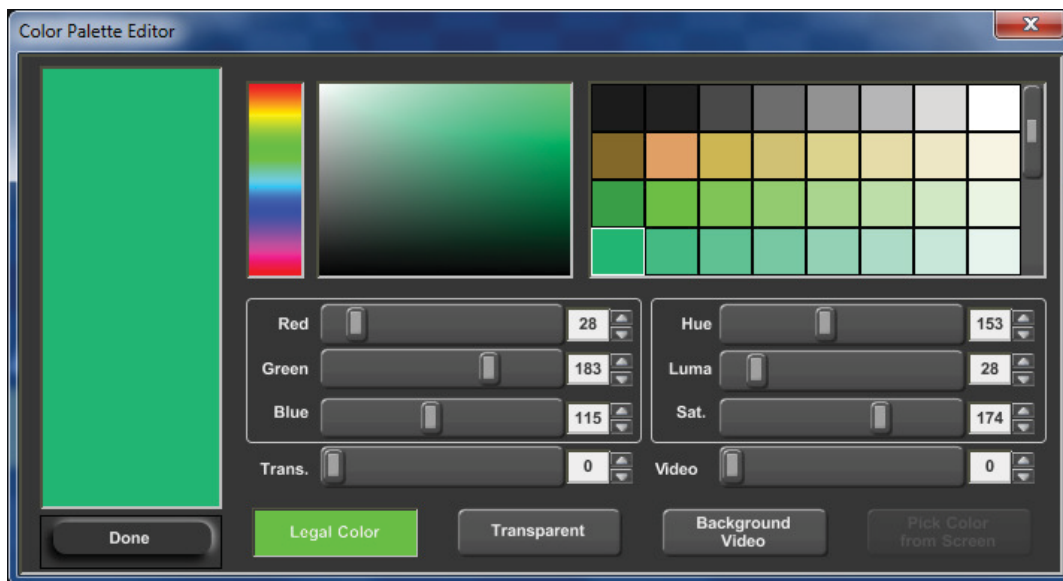 Color Palette Editor
Red 28 Hue 153
Green 183 Luma 28
Blue 115 Sat. 174
Trans. 0 Video 0
Done
Legal Color
Transparent
Background
Video
Pick Color
from Screen